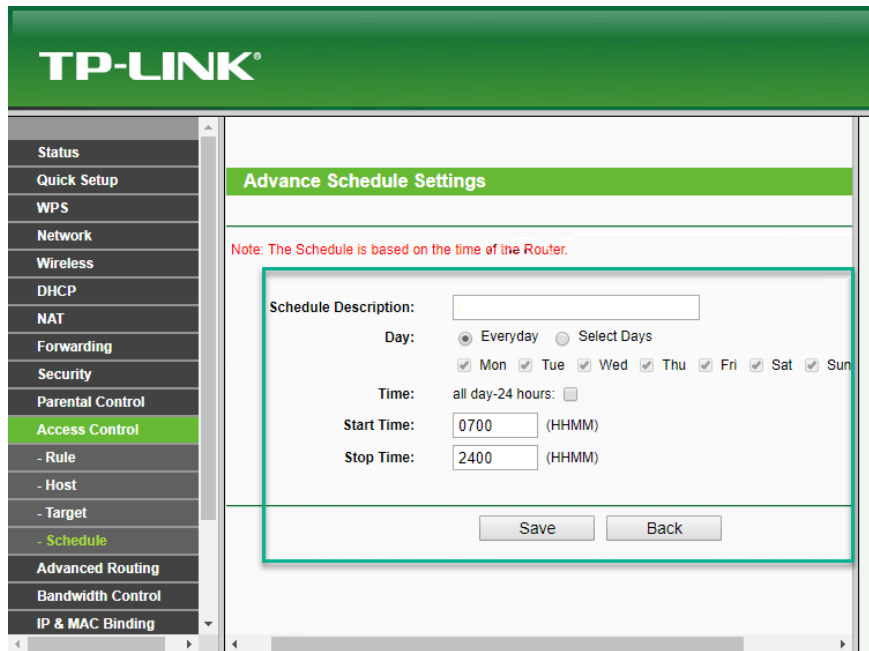 TP-LINK®
Status
Quick Setup
WPS
Network
Wireless
DHCP
NAT
Forwarding
Security
Parental Control
Access Control
- Rule
- Host
- Target
- Schedule
Advanced Routing
Bandwidth Control
IP & MAC Binding
Advance Schedule Settings
Note: The Schedule is based on the time of the Router.
Schedule Description:
Day: Everyday Select Days
Mon Tue Wed Thu Fri Sat Sun
Time: all day-24 hours:
Start Time: 0700 (HHMM)
Stop Time: 2400 (HHMM)
Save Back